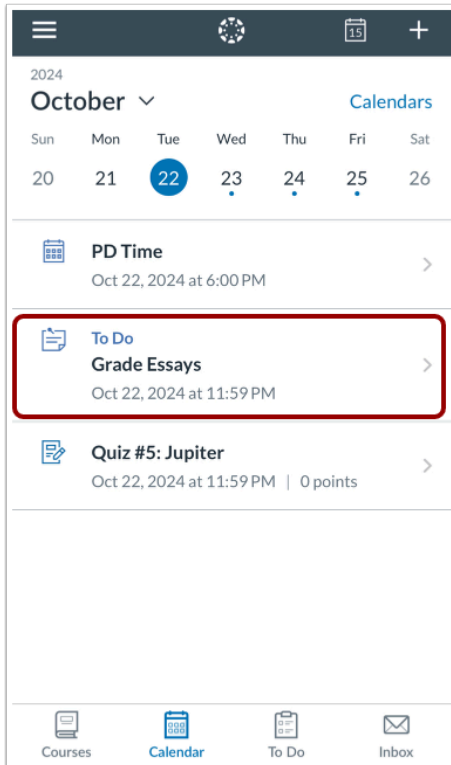 15
2024
October
Calendars
Sun Mon Tue Wed Thu Fri Sat
20 21 22 23 24 25 26
PD Time
Oct 22, 2024 at 6:00 PM
To Do
Grade Essays
Oct 22, 2024 at 11:59 PM
Quiz #5: Jupiter
Oct 22, 2024 at 11:59 PM | 0 points
Courses Calendar To Do Inbox